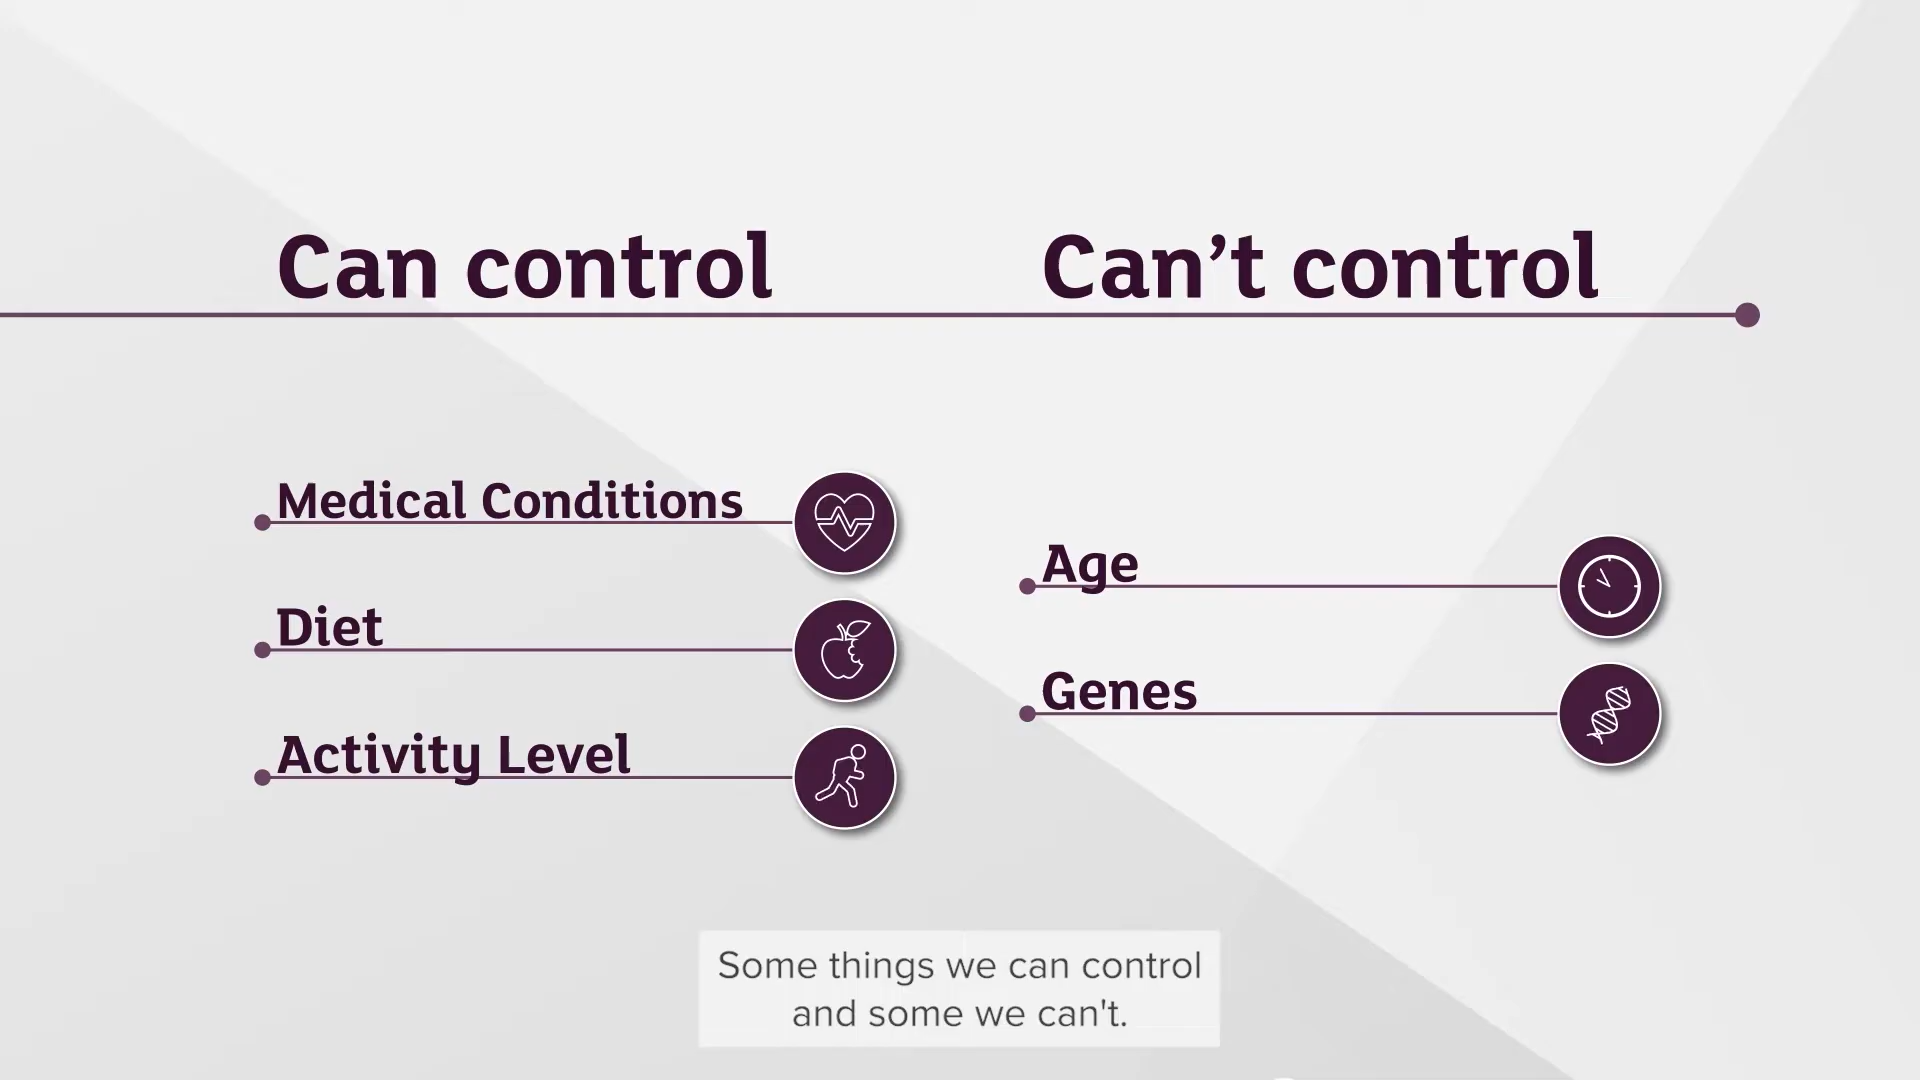 Can control
Can’t control
Medical Conditions
Diet
Activity Level
Age
Genes
Some things we can control
and some we can't.